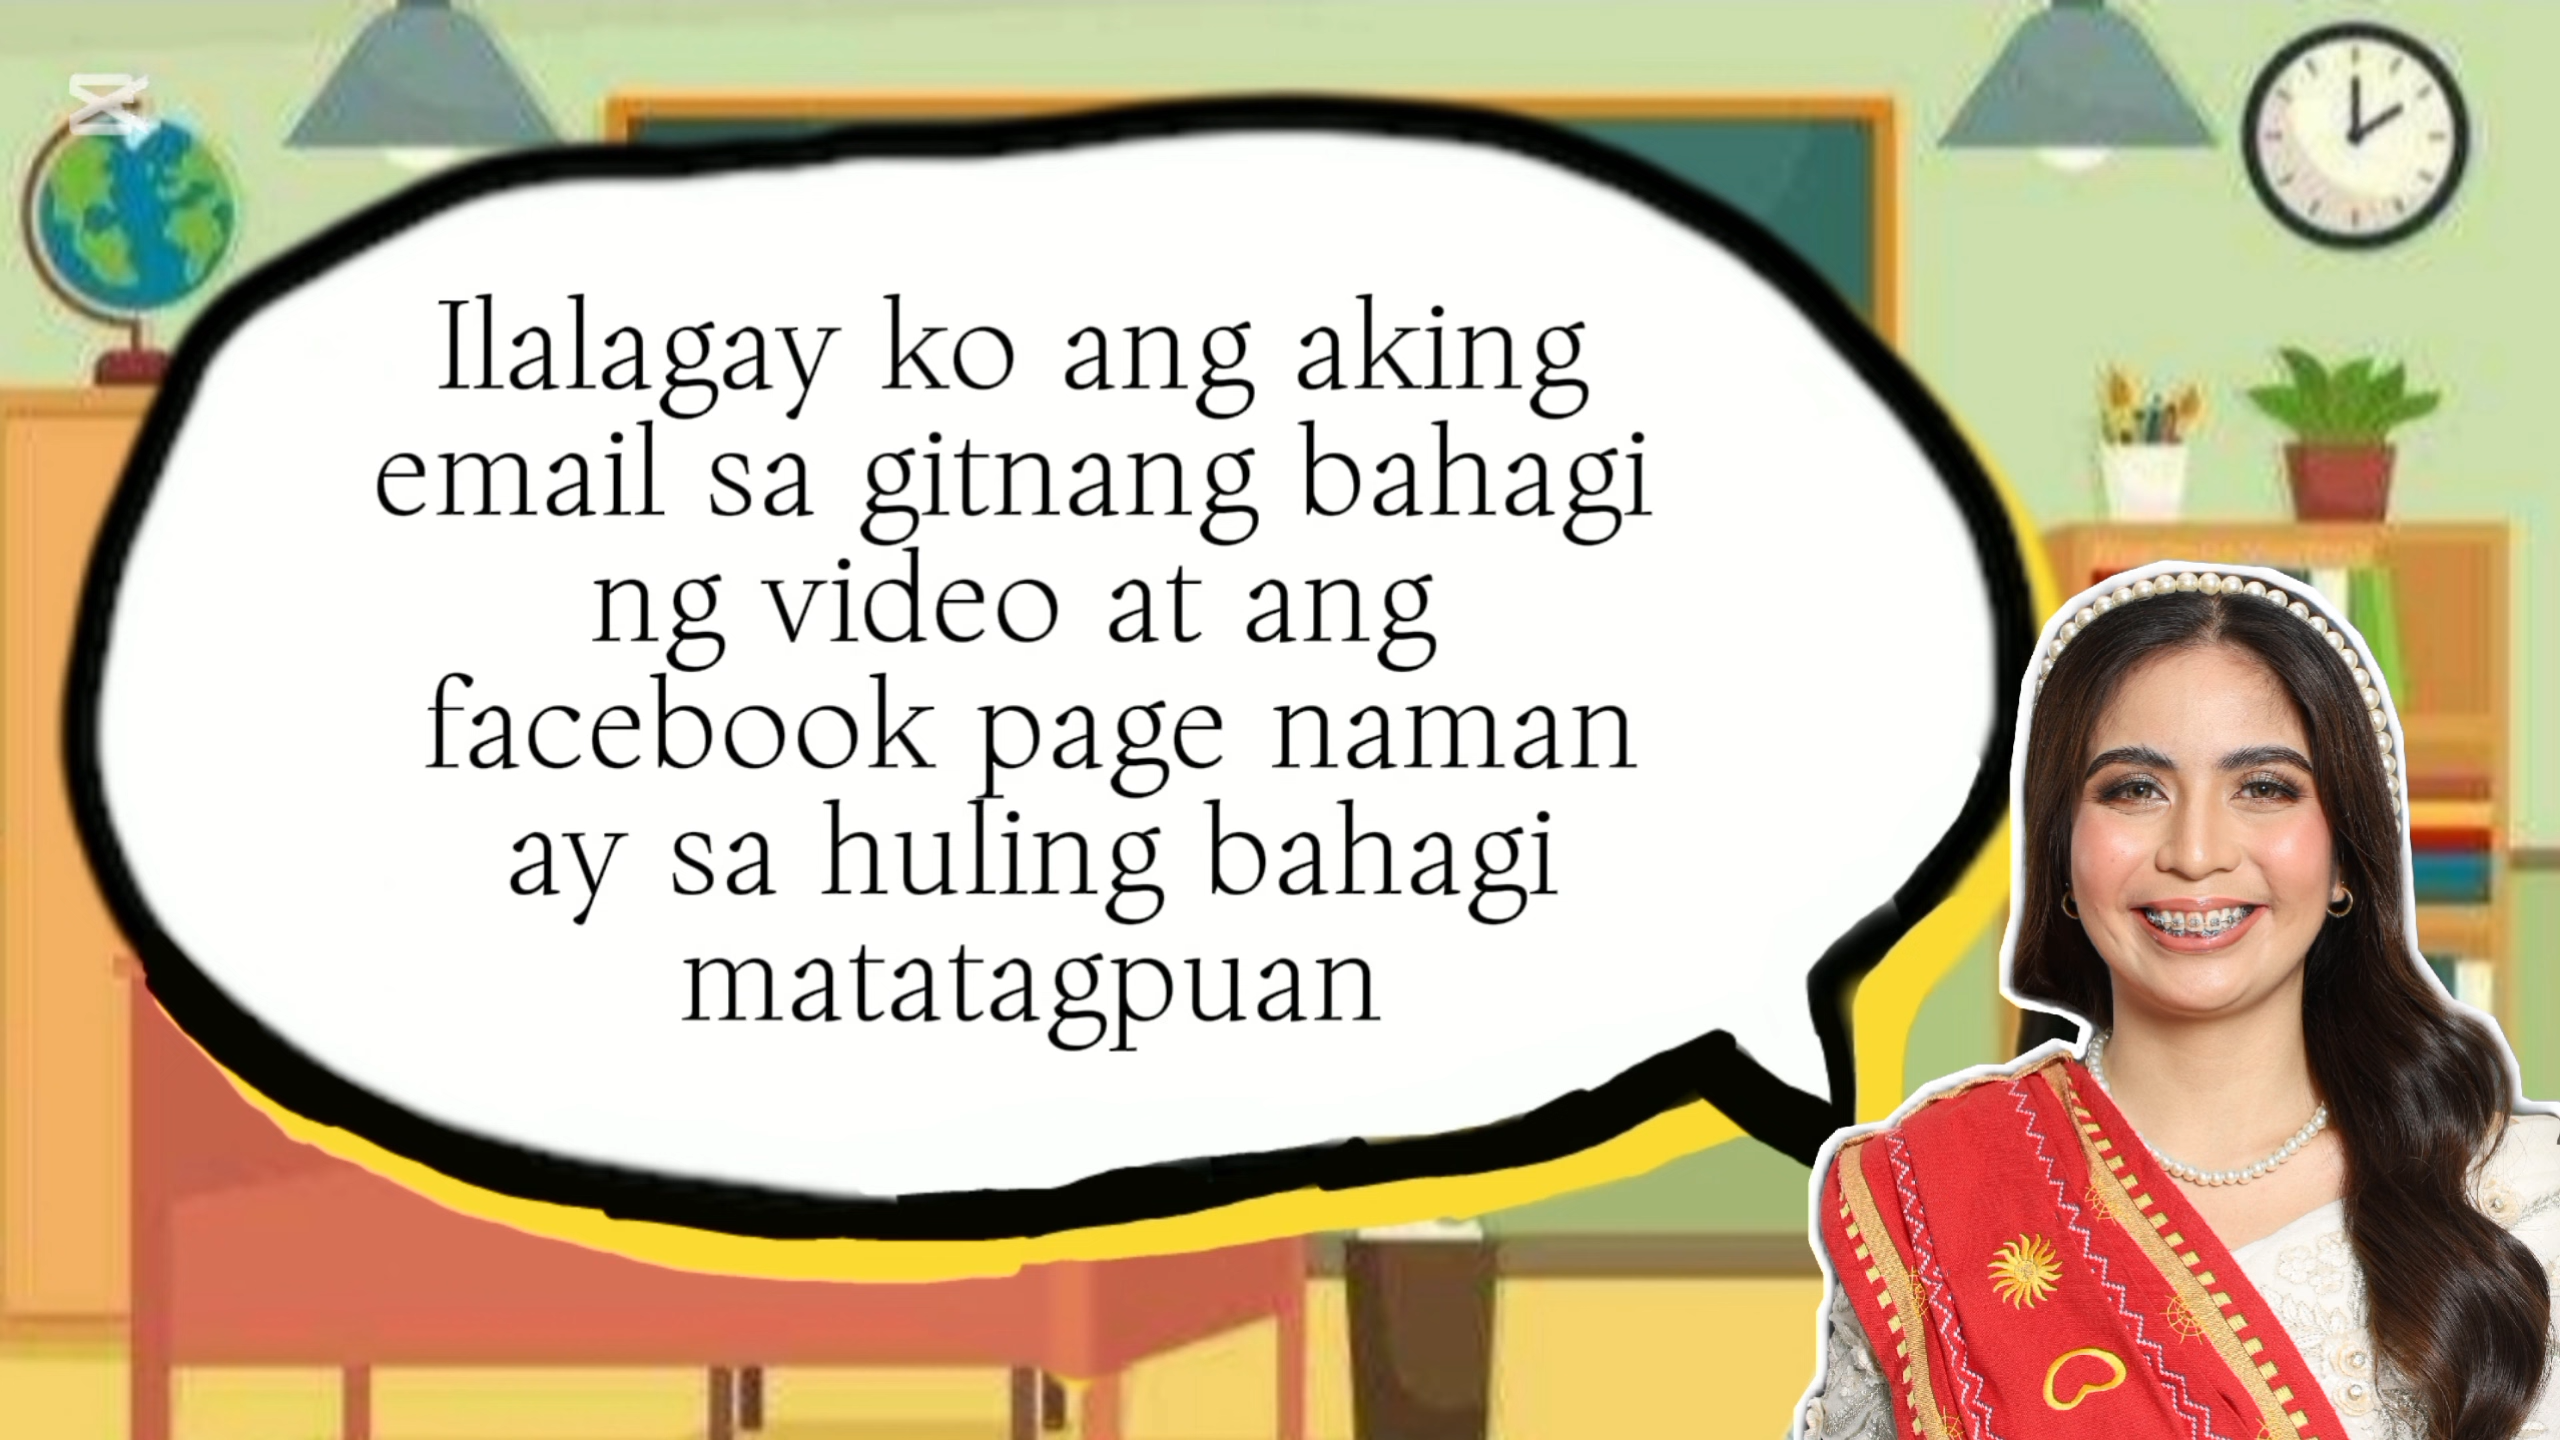 Ilalagay ko ang aking
email sa gitnang bahagi
ng video at ang
facebook page naman
ay sa huling bahagi
matatagpuan